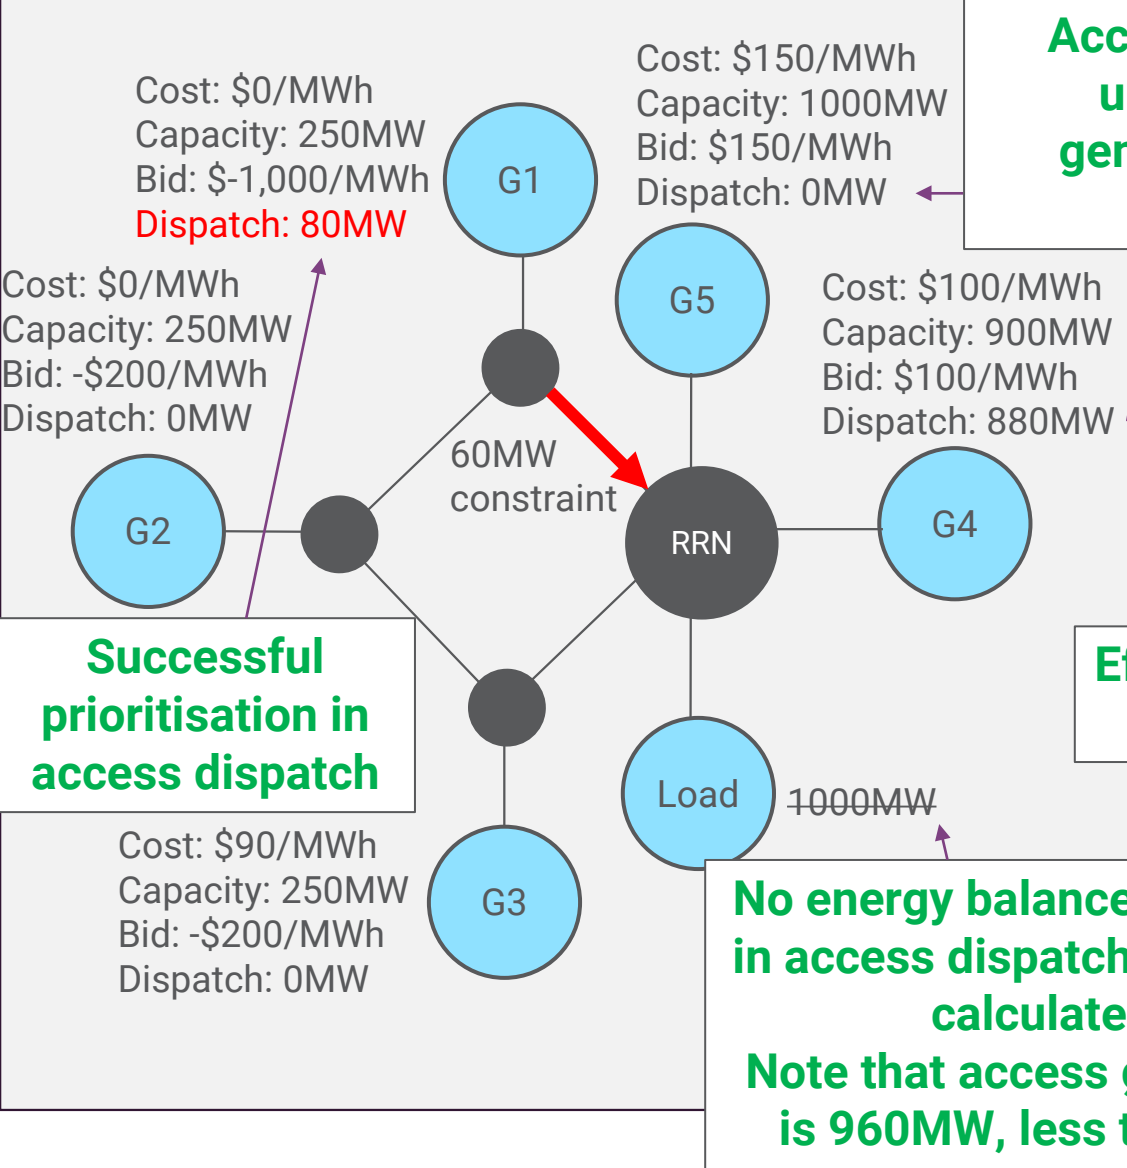 Cost: $150/MWh
Capacity: 1000MW
Bid: $150/MWh
Dispatch: 0MW
Cost: $0/MWh
Capacity: 250MW
Bid: $-1,000/MWh
Dispatch: 80MW
G1
Cost: $0/MWh
Capacity: 250MW
Bid: -$200/MWh
Dispatch: 0MW
G5
Cost: $100/MWh
Capacity: 900MW
Bid: $100/MWh
Dispatch: 880MW
60MW
constraint
G2
RRN
G4
Successful
prioritisation in
access dispatch
Load
1000MW
Cost: $90/MWh
Capacity: 250MW
Bid: -$200/MWh
Dispatch: 0MW
G3
No energy balance
in access dispatch
calculate
Note that access
is 960MW, less